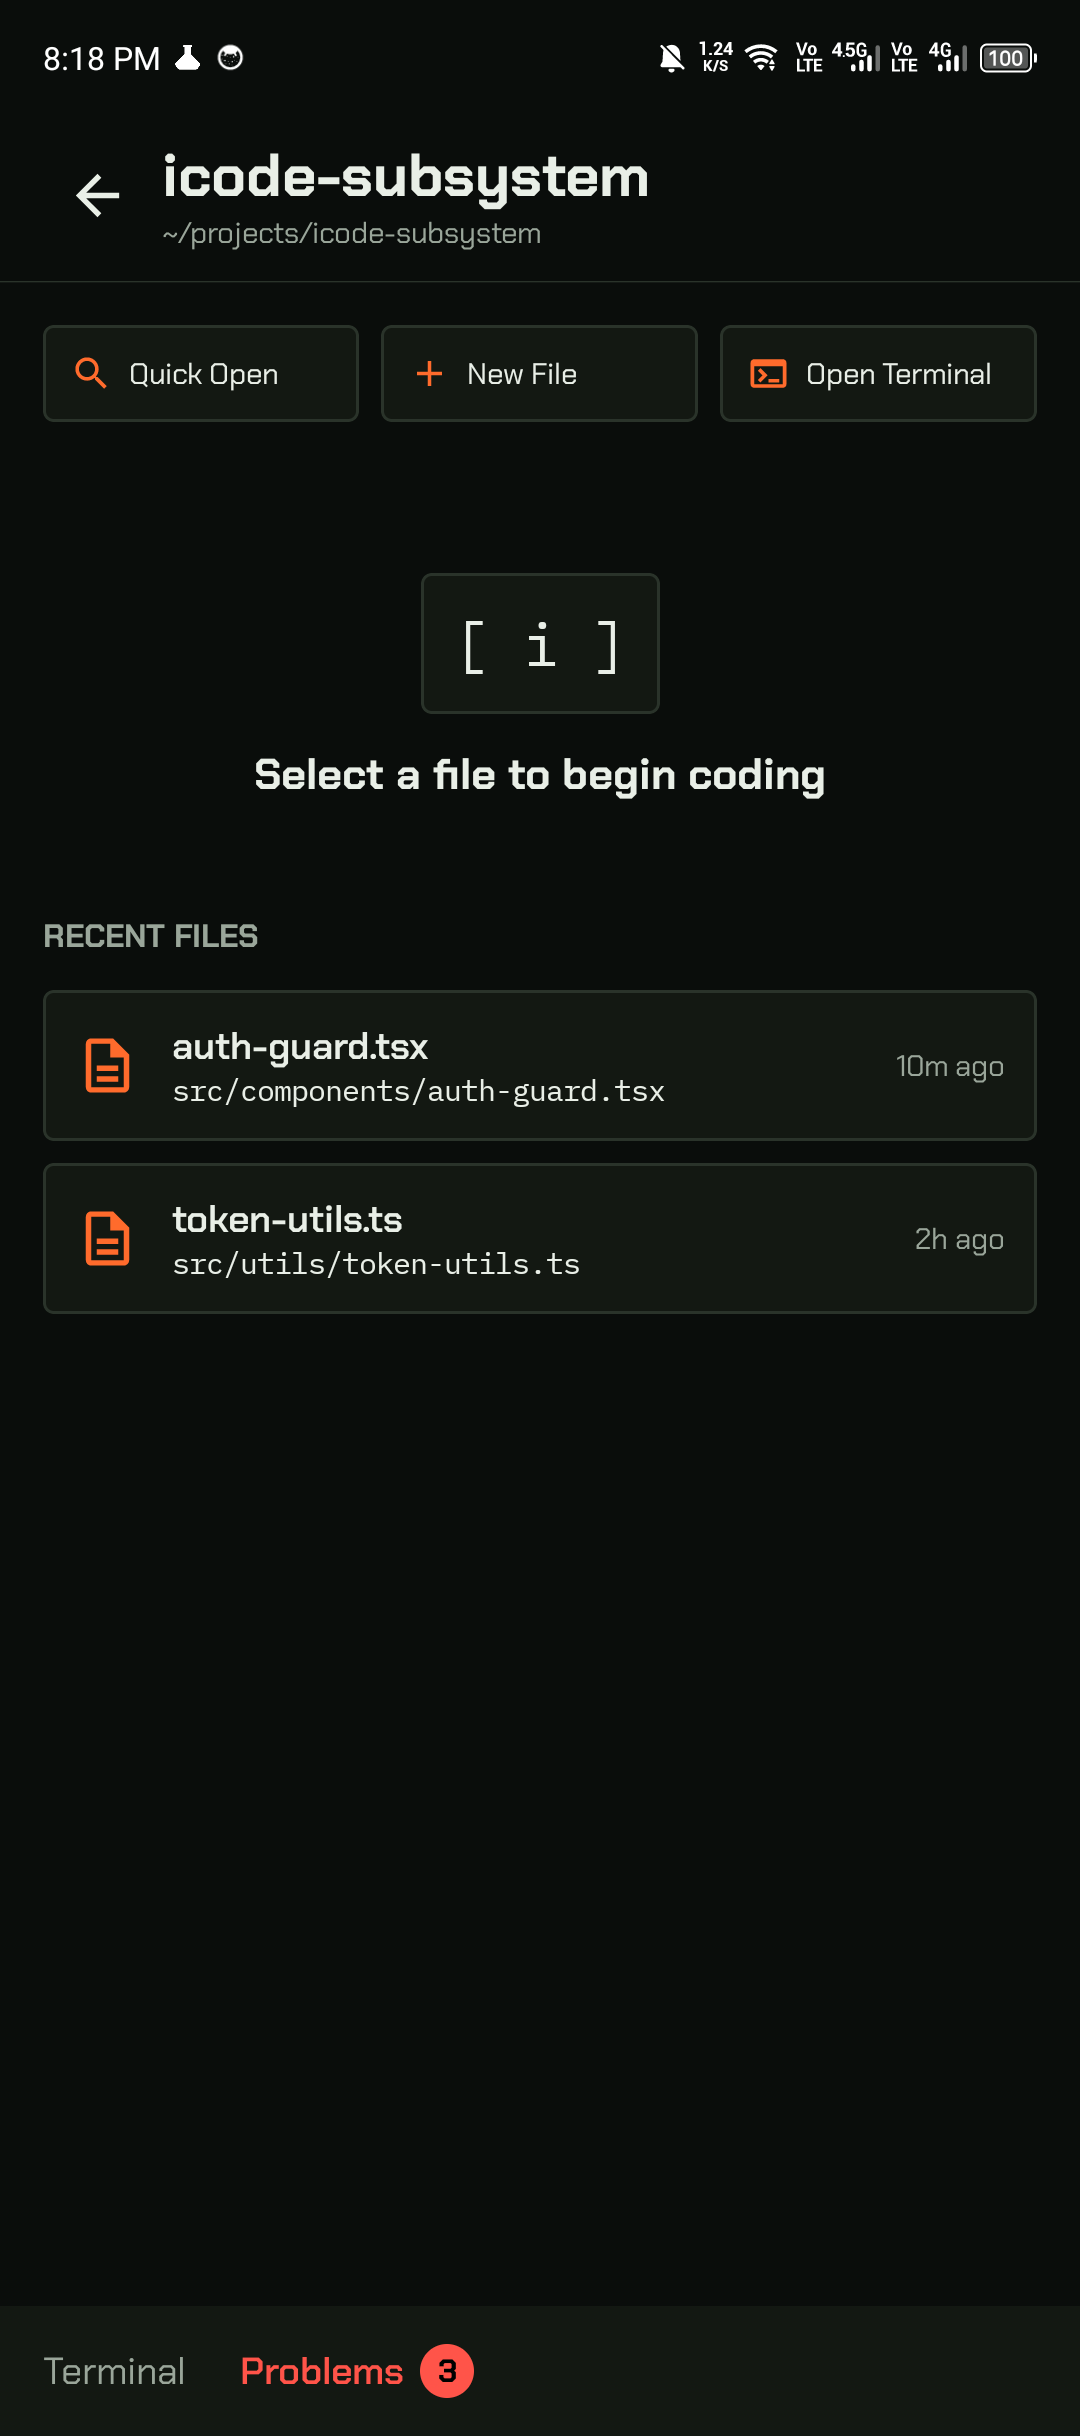 8:18 PM
1.24 K/S
Vo LTE
4.5G
Vo LTE
4G
100
icode-subsystem
~/projects/icode-subsystem
Quick Open
New File
Open Terminal
[ i ]
Select a file to begin coding
RECENT FILES
auth-guard.tsx
src/components/auth-guard.tsx
10m ago
token-utils.ts
src/utils/token-utils.ts
2h ago
Terminal
Problems
3